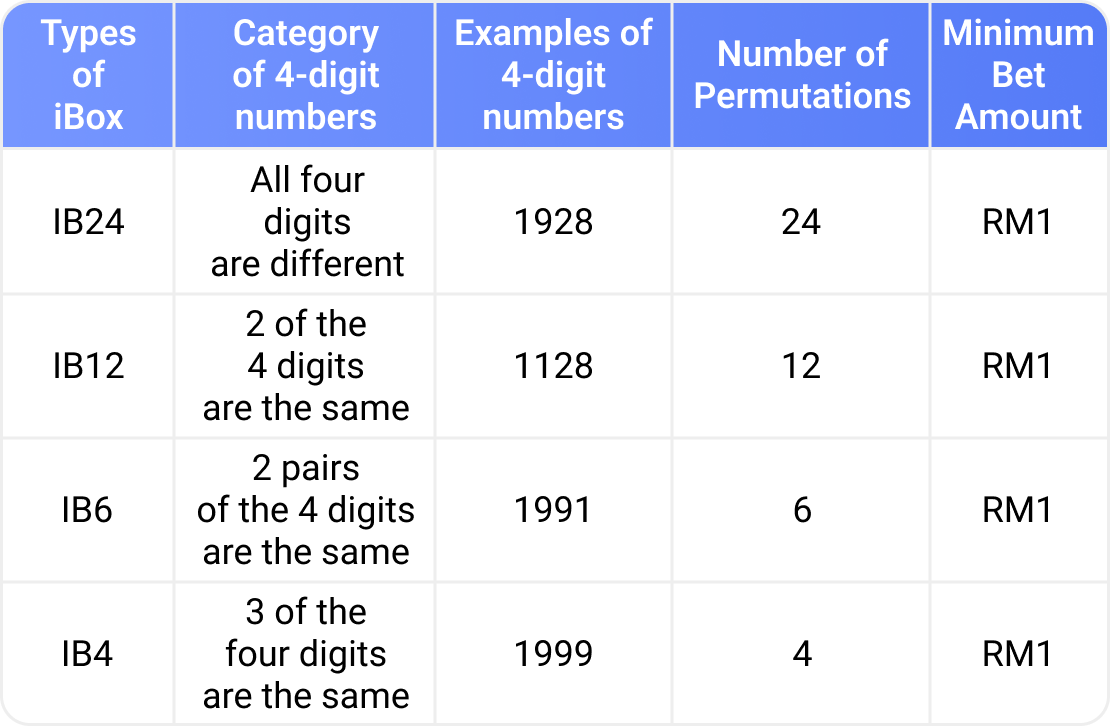 Types
of
iBox
Category
of 4-digit
numbers
Examples of
4-digit
numbers
Number of
Permutations
Minimum
Bet
Amount
IB24
All four
digits
are different
1928
24
RM1
IB12
2 of the
4 digits
are the same
1128
12
RM1
IB6
2 pairs
of the 4 digits
are the same
1991
6
RM1
IB4
3 of the
four digits
are the same
1999
4
RM1